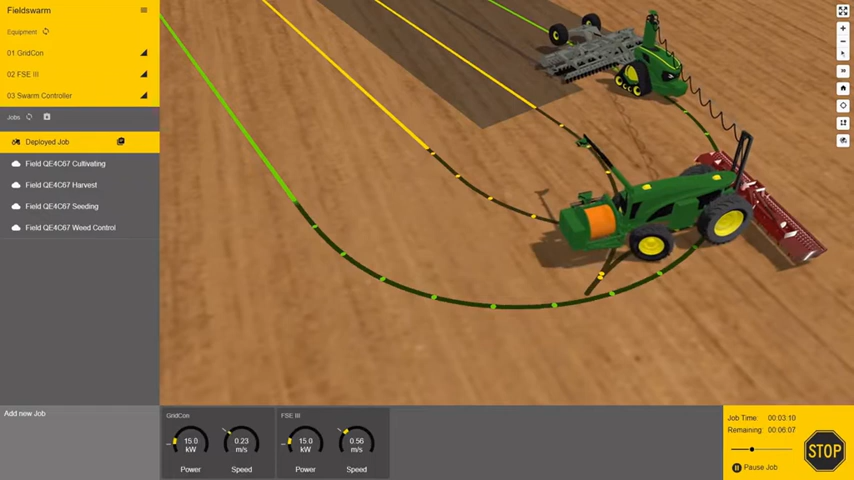 Fieldswarm
Equipment
01 GridCon
02 FSE III
03 Swarm Controller
Jobs
Deployed Job
Field QE4C67 Cultivating
Field QE4C67 Harvest
Field QE4C67 Seeding
Field QE4C67 Weed Control
Add new Job
GridCon
15.0
kW
Power
0.23
m/s
Speed
FSE III
15.0
kW
Power
0.56
m/s
Speed
Job Time: 00:03:10
Remaining: 00:06:07
Pause Job
STOP